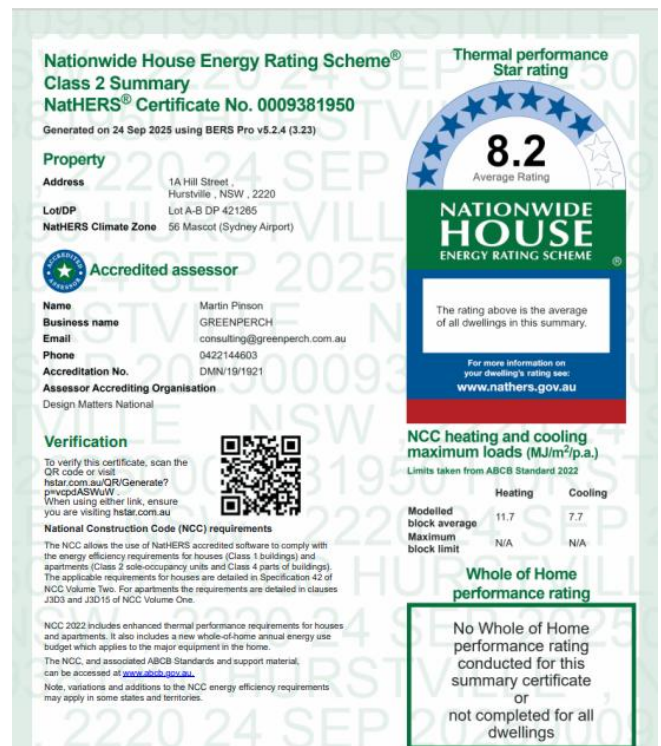 Nationwide House Energy Rating Scheme®
Class 2 Summary
NatHERS® Certificate No. 0009381950
Generated on 24 Sep 2025 using BERS Pro v5.2.4 (3.23)
Property
Address 1A Hill Street ,
Hurstville , NSW , 2220
Lot/DP Lot A-B DP 421265
NatHERS Climate Zone 56 Mascot (Sydney Airport)
ACCREDITED ASSESSOR
Accredited assessor
Name Martin Pinson
Business name GREENPERCH
Email consulting@greenperch.com.au
Phone 0422144603
Accreditation No. DMN/19/1921
Assessor Accrediting Organisation
Design Matters National
Verification
To verify this certificate, scan the
QR code or visit
hstar.com.au/QR/Generate?
p=vcpdASWuW .
When using either link, ensure
you are visiting hstar.com.au
National Construction Code (NCC) requirements
The NCC allows the use of NatHERS accredited software to comply with
the energy efficiency requirements for houses (Class 1 buildings) and
apartments (Class 2 sole-occupancy units and Class 4 parts of buildings).
The applicable requirements for houses are detailed in Specification 42 of
NCC Volume Two. For apartments the requirements are detailed in clauses
J3D3 and J3D15 of NCC Volume One.
NCC 2022 includes enhanced thermal performance requirements for houses
and apartments. It also includes a new whole-of-home annual energy use
budget which applies to the major equipment in the home.
The NCC, and associated ABCB Standards and support material,
can be accessed at www.abcb.gov.au.
Note, variations and additions to the NCC energy efficiency requirements
may apply in some states and territories.
Thermal performance
Star rating
8.2
Average Rating
NATIONWIDE
HOUSE
ENERGY RATING SCHEME
®
The rating above is the average
of all dwellings in this summary.
For more information on
your dwelling's rating see:
www.nathers.gov.au
NCC heating and cooling
maximum loads (MJ/m²/p.a.)
Limits taken from ABCB Standard 2022
Heating Cooling
Modelled
block average 11.7 7.7
Maximum
block limit N/A N/A
Whole of Home
performance rating
No Whole of Home
performance rating
conducted for this
summary certificate
or
not completed for all
dwellings